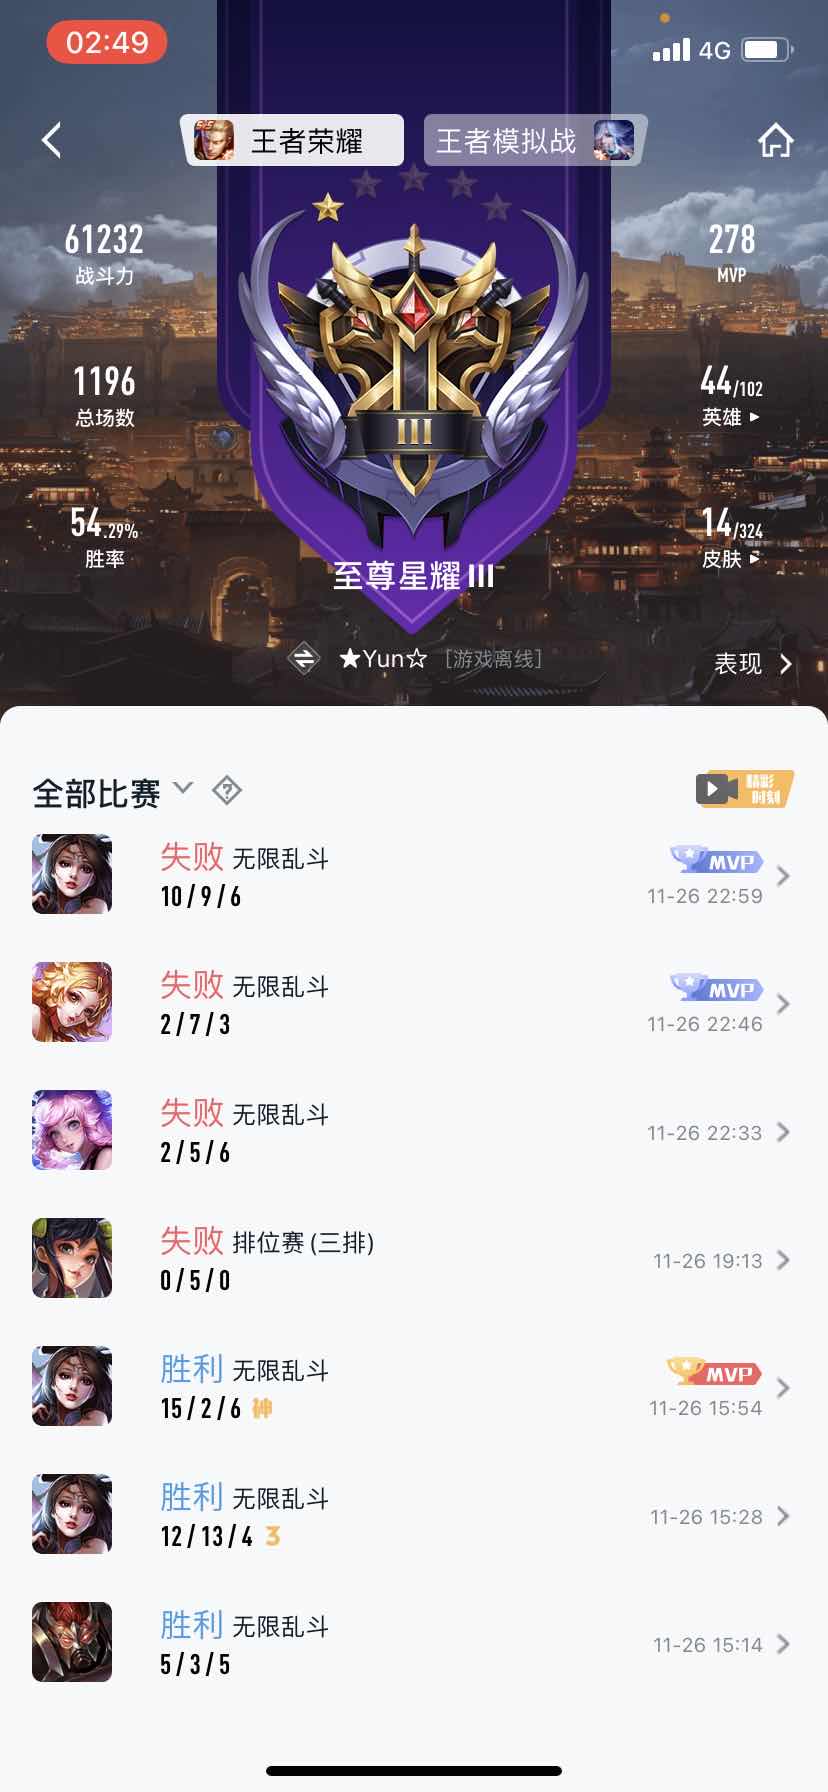 02:49
4G
王者荣耀
王者模拟战
61232
战斗力
278
MVP
1196
总场数
44/102
英雄
III
54.29%
胜率
14/324
皮肤
至尊星耀III
★Yun☆ [游戏离线]
表现
全部比赛
精彩
时刻
失败 无限乱斗
MVP
10/9/6
11-26 22:59
失败 无限乱斗
MVP
2/7/3
11-26 22:46
失败 无限乱斗
2/5/6
11-26 22:33
失败 排位赛 (三排)
0/5/0
11-26 19:13
胜利 无限乱斗
MVP
15/2/6 神
11-26 15:54
胜利 无限乱斗
12/13/4 3
11-26 15:28
胜利 无限乱斗
5/3/5
11-26 15:14